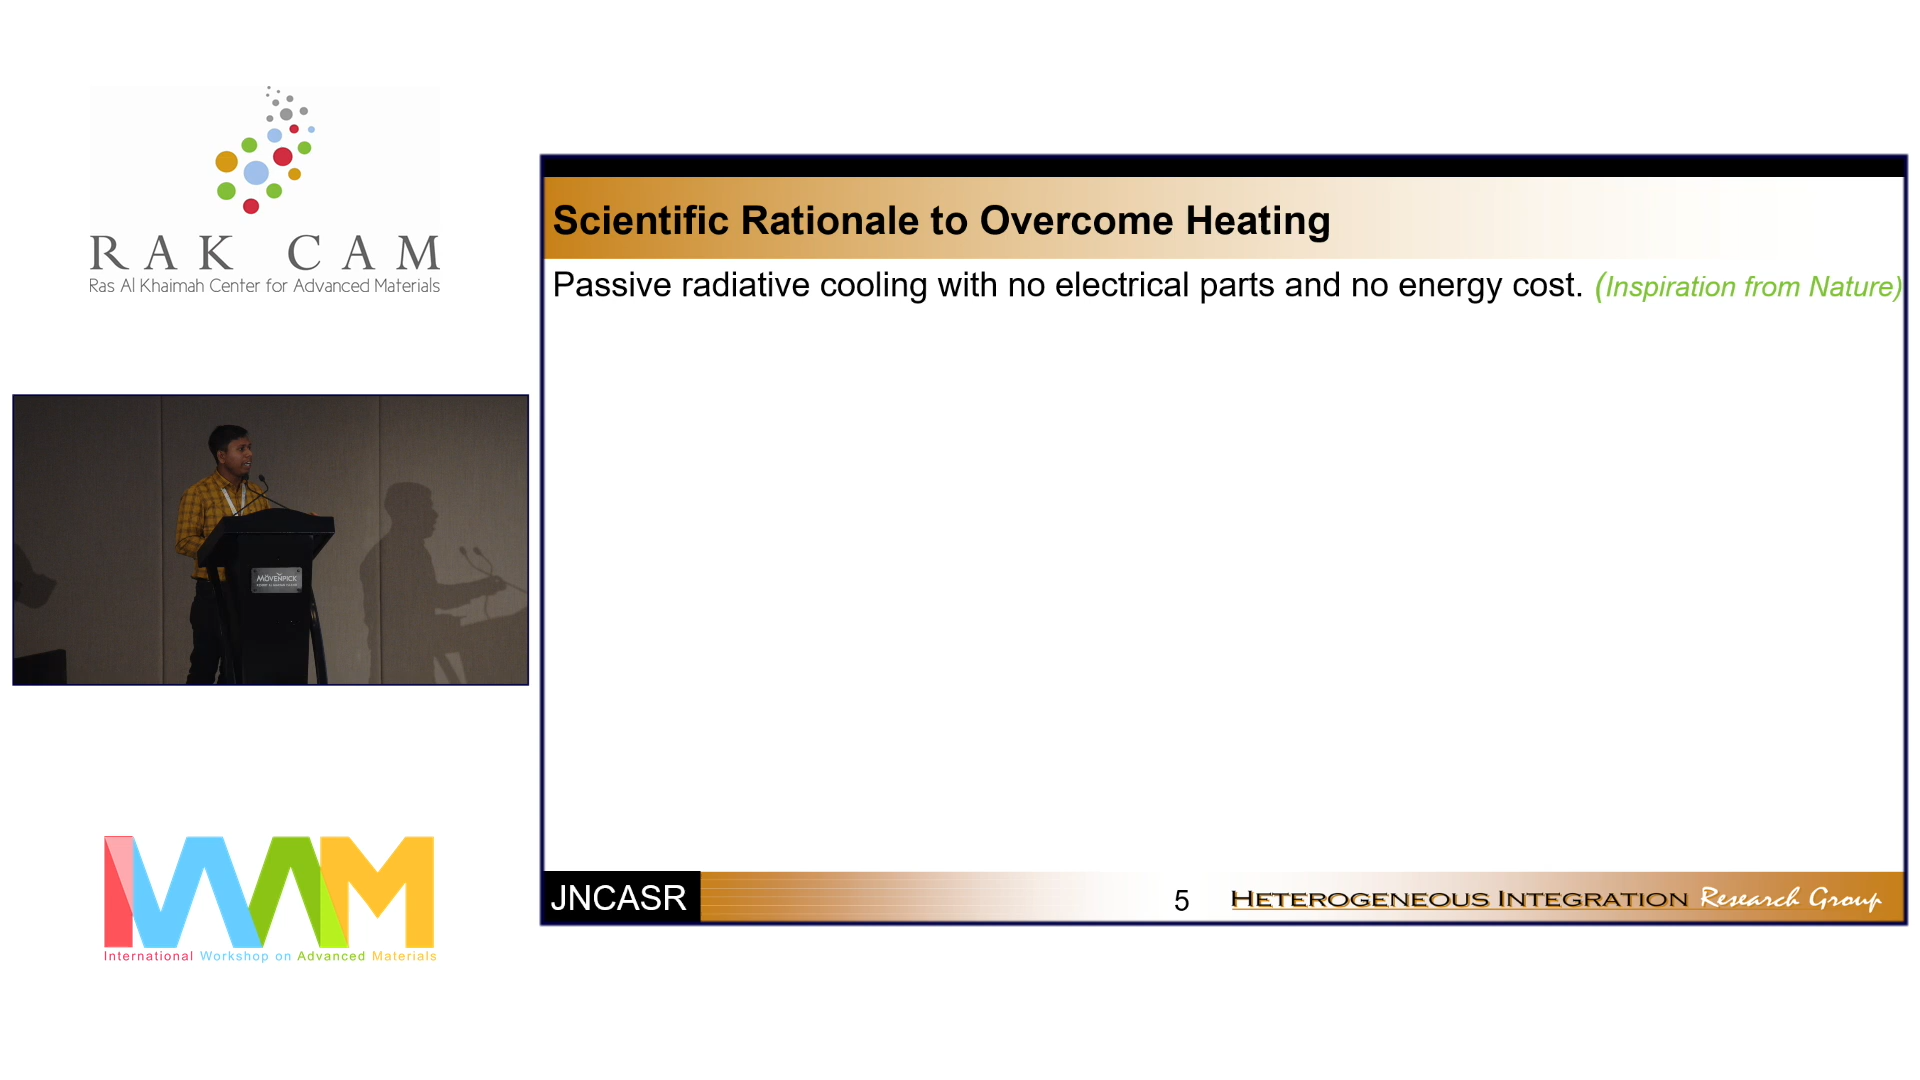 RAK CAM
Ras Al Khaimah Center for Advanced Materials
MÖVENPICK
IWAM
International Workshop on Advanced Materials
Scientific Rationale to Overcome Heating
Passive radiative cooling with no electrical parts and no energy cost. (Inspiration from Nature)
JNCASR
5
HETEROGENEOUS INTEGRATION Research Group